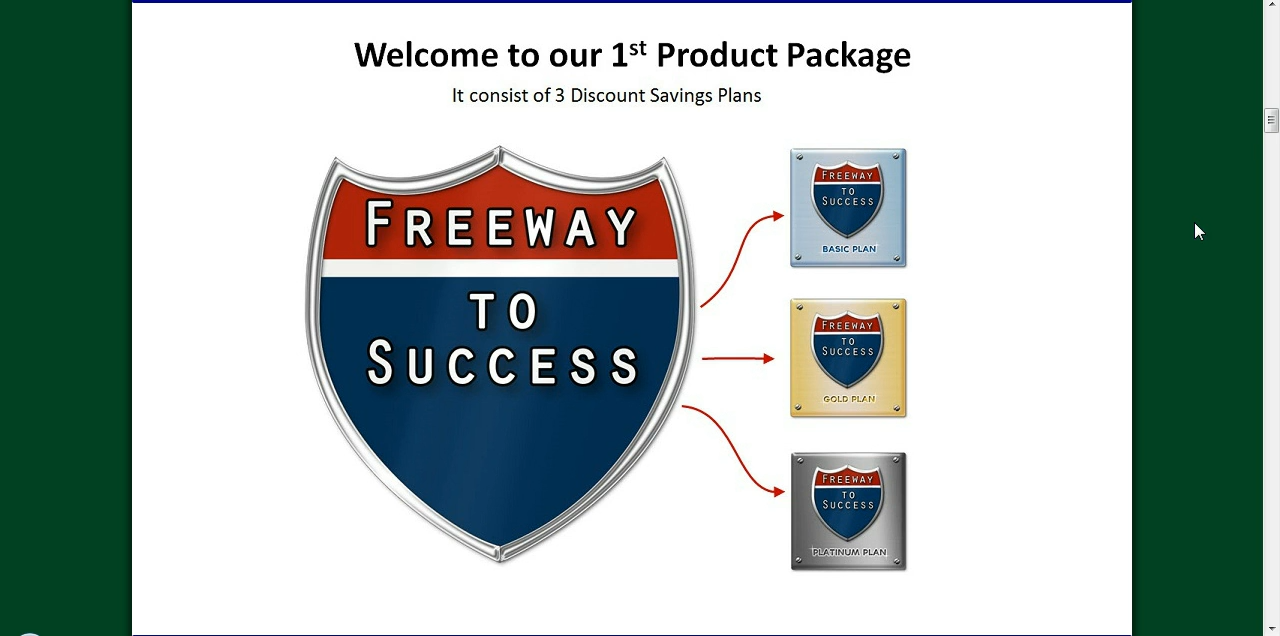 Welcome to our 1st Product Package
It consist of 3 Discount Savings Plans
FREEWAY
TO
SUCCESS
FREEWAY
TO
SUCCESS
BASIC PLAN
FREEWAY
TO
SUCCESS
GOLD PLAN
FREEWAY
TO
SUCCESS
PLATINUM PLAN